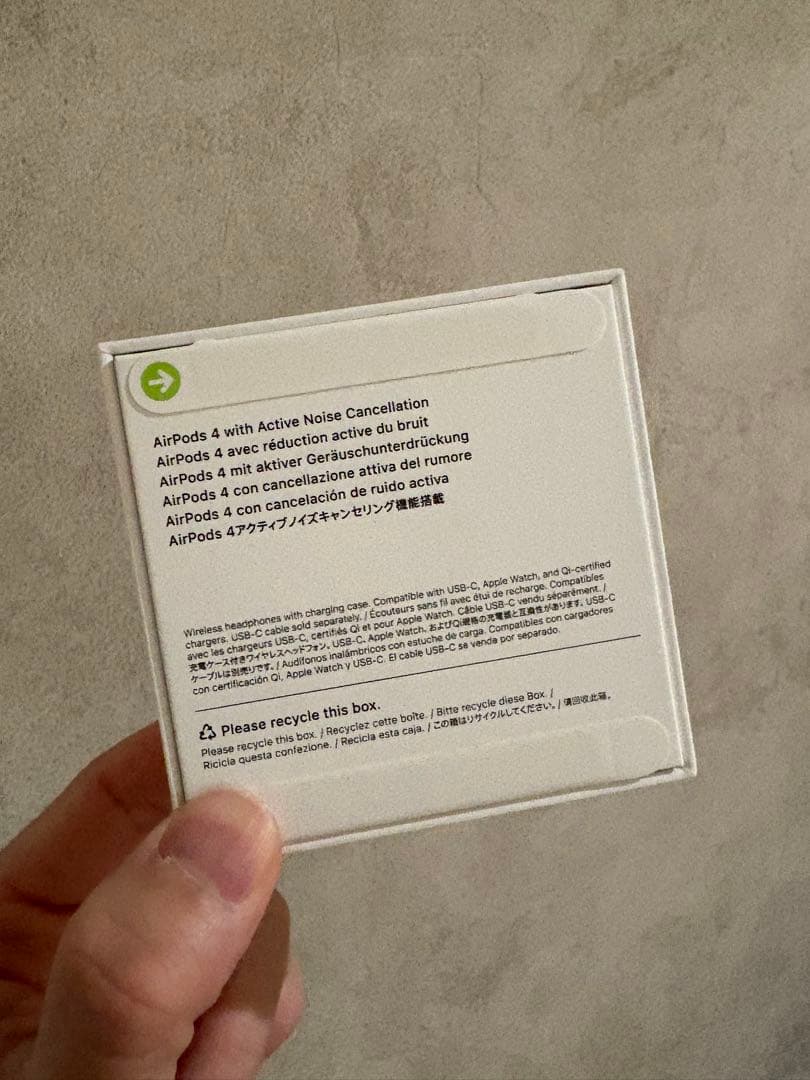 AirPods 4 with Active Noise Cancellation
AirPods 4 avec réduction active du bruit
AirPods 4 mit aktiver Geräuschunterdrückung
AirPods 4 con cancellazione attiva del rumore
AirPods 4 con cancelación de ruido activa
AirPods 4アクティブノイズキャンセリング機能搭載
Wireless headphones with charging case. Compatible with USB-C, Apple Watch, and Qi-certified
chargers. USB-C cable sold separately. / Écouteurs sans fil avec étui de recharge. Compatibles
avec les chargeurs USB-C, certifiés Qi et pour Apple Watch. Câble USB-C vendu séparément. /
充電ケース付きワイヤレスヘッドフォン。USB-C、Apple Watch、およびQi規格の充電器と互換性があります。USB-C
ケーブルは別売りです。/ Audífonos inalámbricos con estuche de carga. Compatibles con cargadores
con certificación Qi, Apple Watch y USB-C. El cable USB-C se vende por separado.
Please recycle this box.
Please recycle this box. / Recyclez cette boîte. / Bitte recycle diese Box. /
Ricicla questa confezione. / Recicla esta caja. / この箱はリサイクルしてください。/ 請回收此箱。